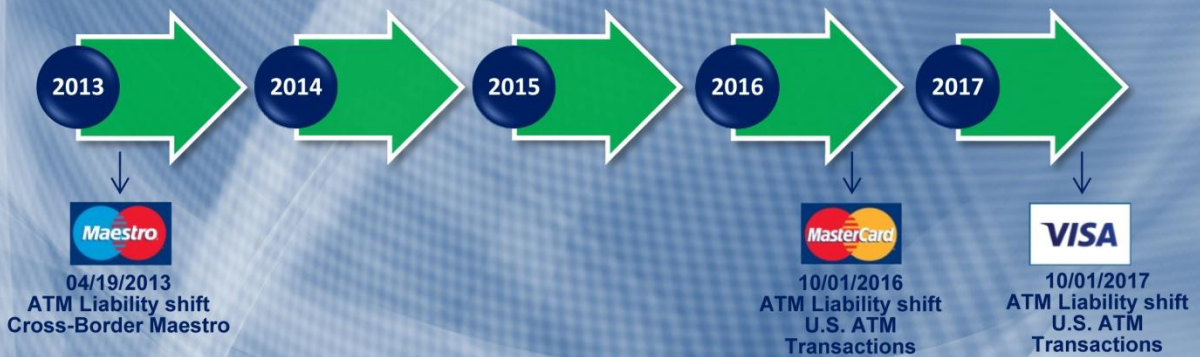 2013
2014
2015
2016
2017
Maestro
04/19/2013
ATM Liability shift
Cross-Border Maestro
MasterCard
10/01/2016
ATM Liability shift
U.S. ATM
Transactions
VISA
10/01/2017
ATM Liability shift
U.S. ATM
Transactions